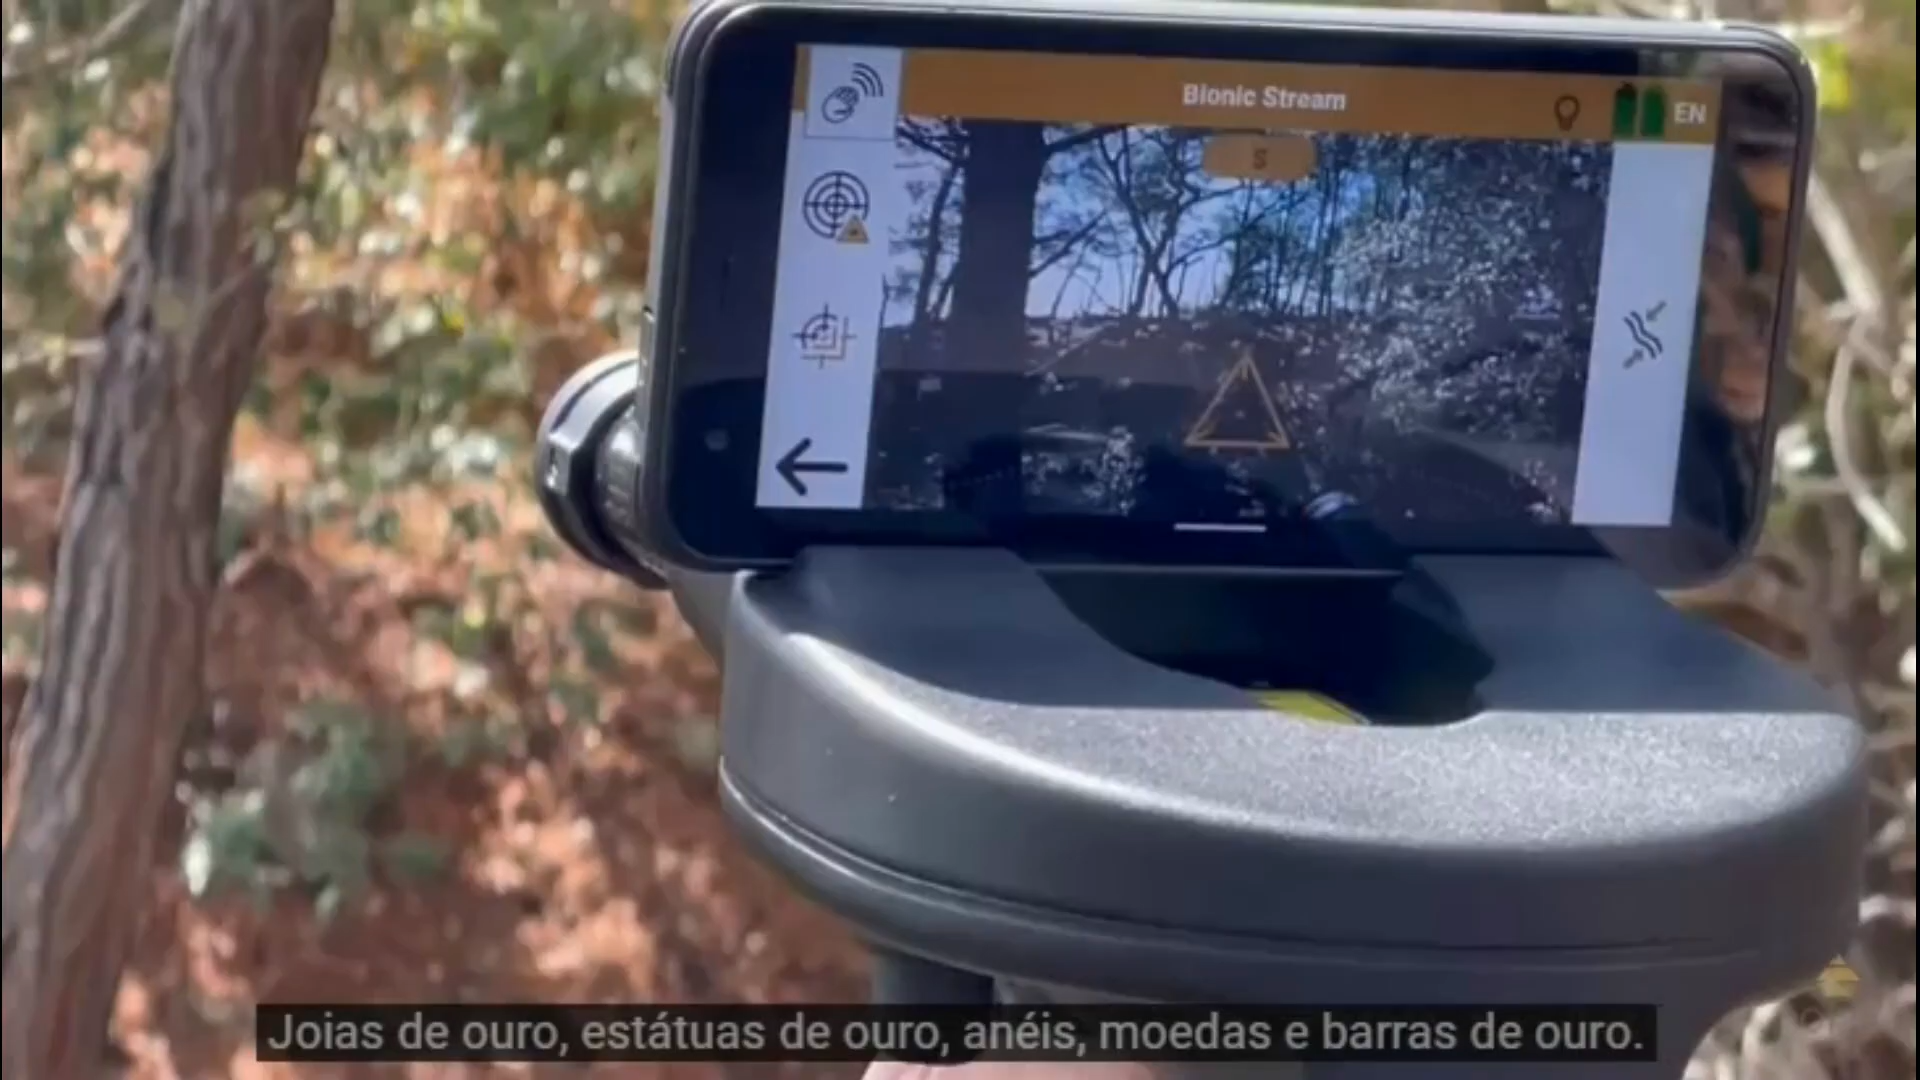 Bionic Stream
EN
S
Joias de ouro, estátuas de ouro, anéis, moedas e barras de ouro.